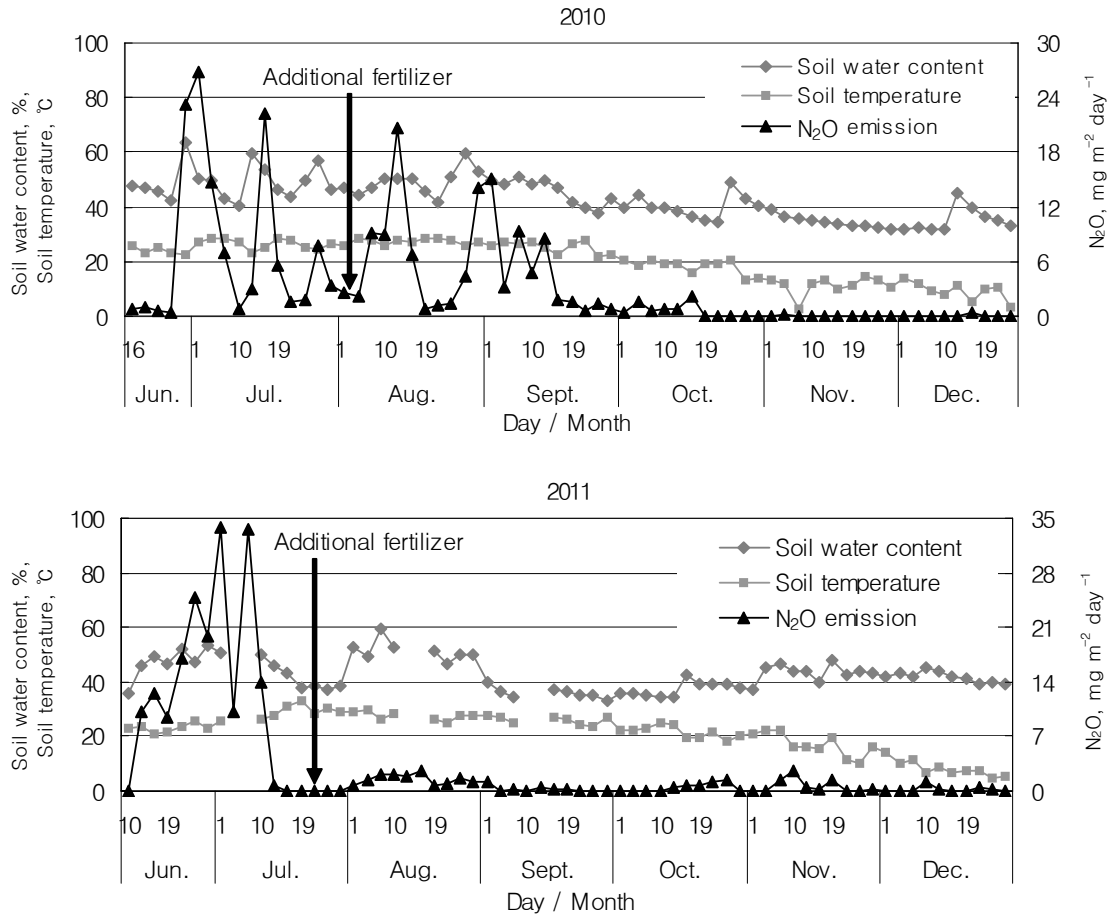 2010
100
80
60
40
20
0
Soil water content, %,
Soil temperature, ℃
30
24
18
12
6
0
N₂O, mg m⁻² day⁻¹
Additional fertilizer
Soil water content
Soil temperature
N₂O emission
16 1 10 19 1 10 19 1 10 19 1 10 19 1 10 19 1 10 19
Jun. Jul. Aug. Sept. Oct. Nov. Dec.
Day / Month
2011
100
80
60
40
20
0
Soil water content, %,
Soil temperature, ℃
35
28
21
14
7
0
N₂O, mg m⁻² day⁻¹
Additional fertilizer
Soil water content
Soil temperature
N₂O emission
10 19 1 10 19 1 10 19 1 10 19 1 10 19 1 10 19 1 10 19
Jun. Jul. Aug. Sept. Oct. Nov. Dec.
Day / Month